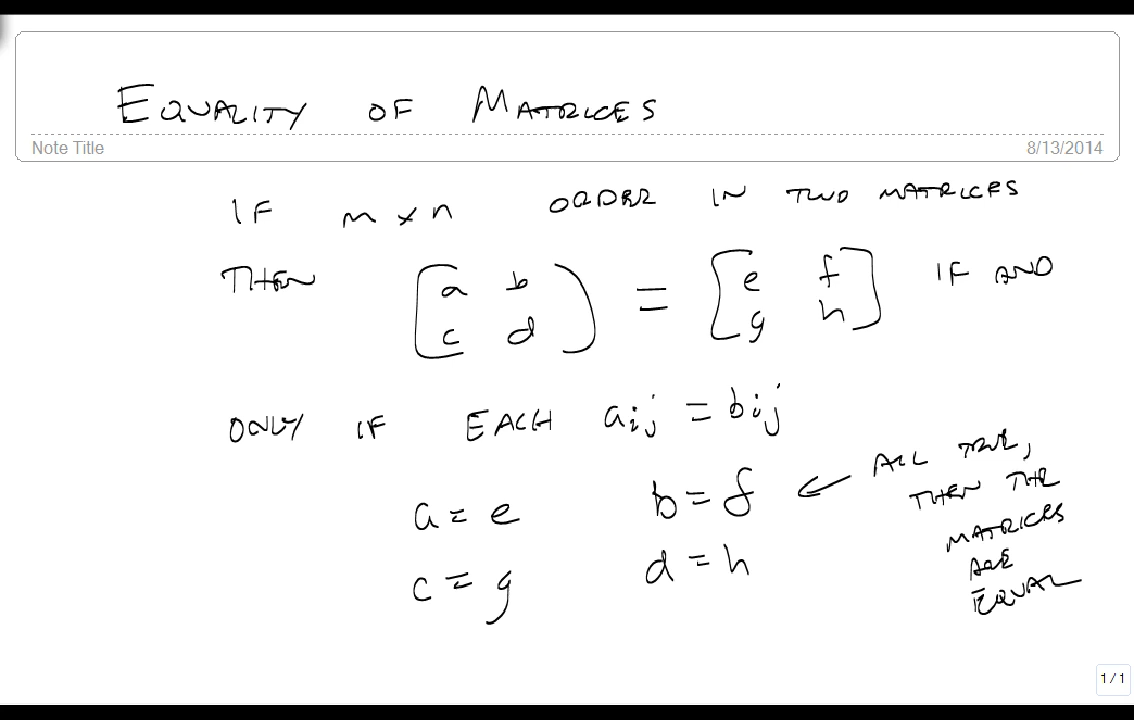 EQUALITY OF MATRICES
Note Title
8/13/2014
IF m x n ORDER IN TWO MATRICES
THEN [a b c d] = [e f g h] IF AND
ONLY IF EACH aij = bij
a = e b = f ← ALL TRUE,
THEN THE
c = g d = h MATRICES
ARE
EQUAL
1/1